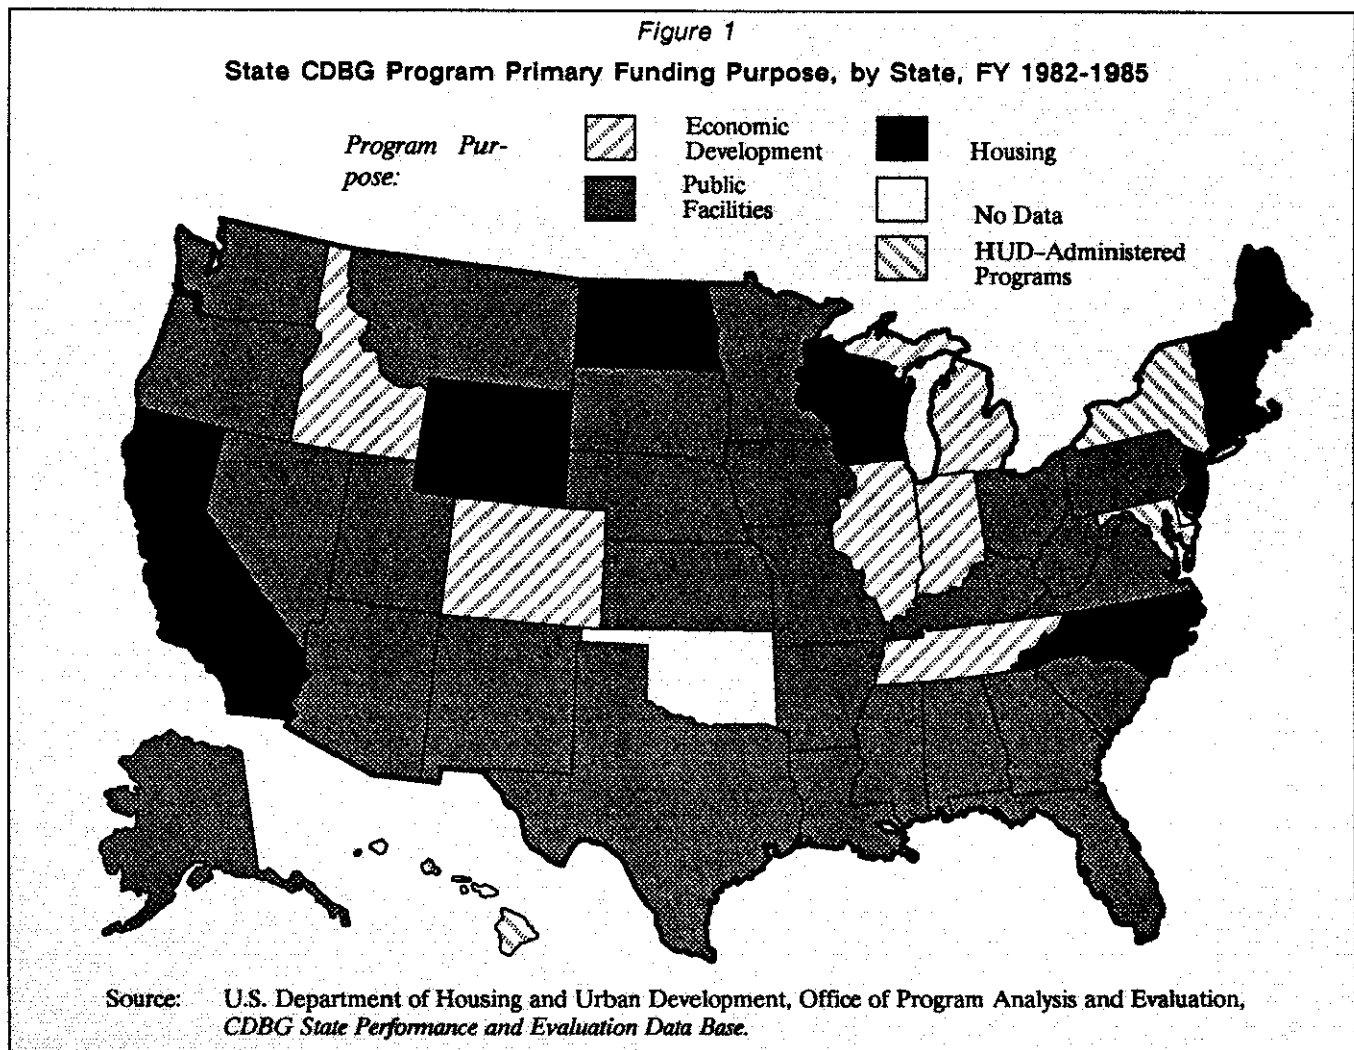 Figure 1
State CDBG Program Primary Funding Purpose, by State, FY 1982-1985
Program Pur-
pose:
Economic
Development
Public
Facilities
Housing
No Data
HUD-Administered
Programs
Source: U.S. Department of Housing and Urban Development, Office of Program Analysis and Evaluation,
CDBG State Performance and Evaluation Data Base.